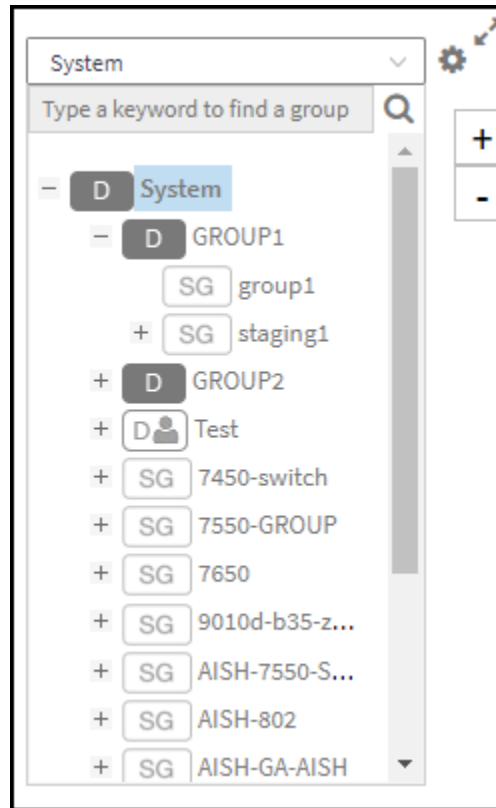 System
Type a keyword to find a group
+
-
− D System
− D GROUP1
SG group1
+ SG staging1
+ D GROUP2
+ D Test
+ SG 7450-switch
+ SG 7550-GROUP
+ SG 7650
+ SG 9010d-b35-z...
+ SG AISH-7550-S...
+ SG AISH-802
+ SG AISH-GA-AISH